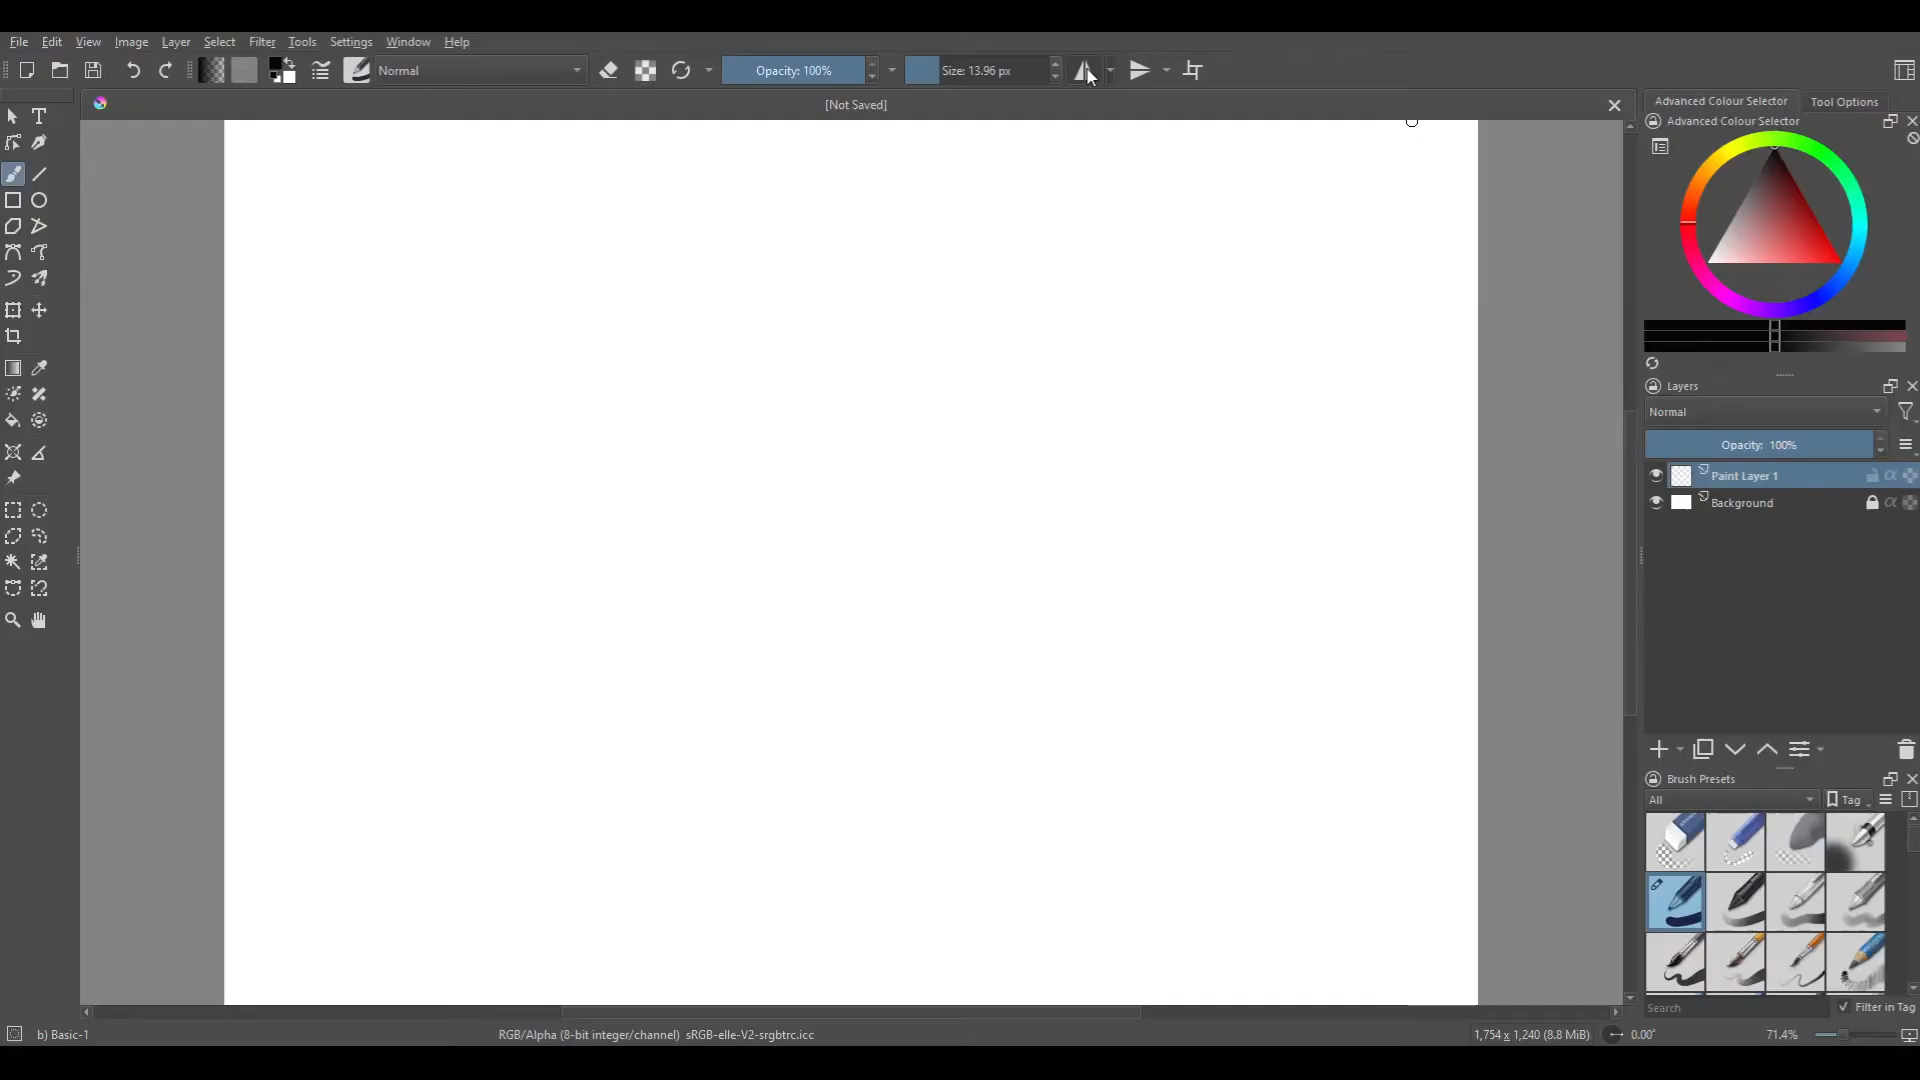 File Edit View Image Layer Select Filter Tools Settings Window Help
Normal Opacity: 100% Size: 13.96 px
[Not Saved]
Advanced Colour Selector Tool Options
Advanced Colour Selector
Layers
Normal
Opacity: 100%
Paint Layer 1
Background
Brush Presets
All Tag
Search Filter in Tag
b) Basic-1 RGB/Alpha (8-bit integer/channel) sRGB-elle-V2-srgbtrc.icc 1,754 x 1,240 (8.8 MiB) 0.00° 71.4%